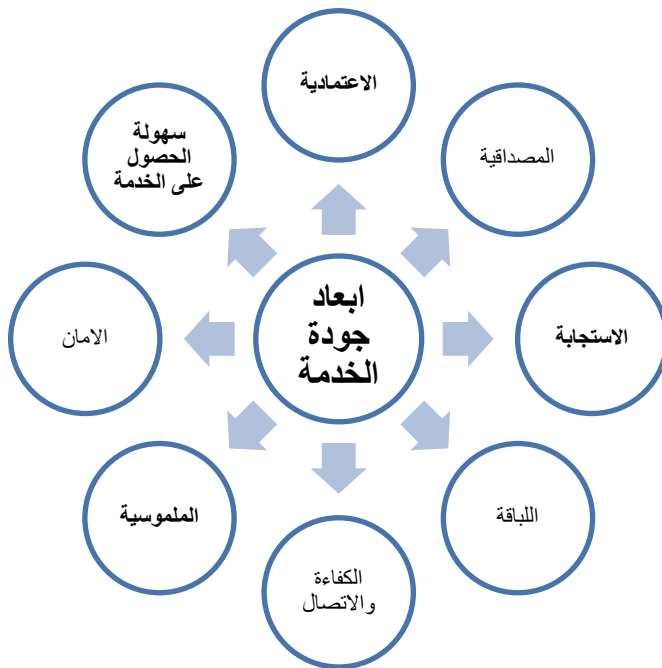 الاعتمادية
المصداقية
الاستجابة
اللباقة
الكفاءة
والاتصال
الملموسية
الامان
سهولة
الحصول
على الخدمة
ابعاد
جودة
الخدمة